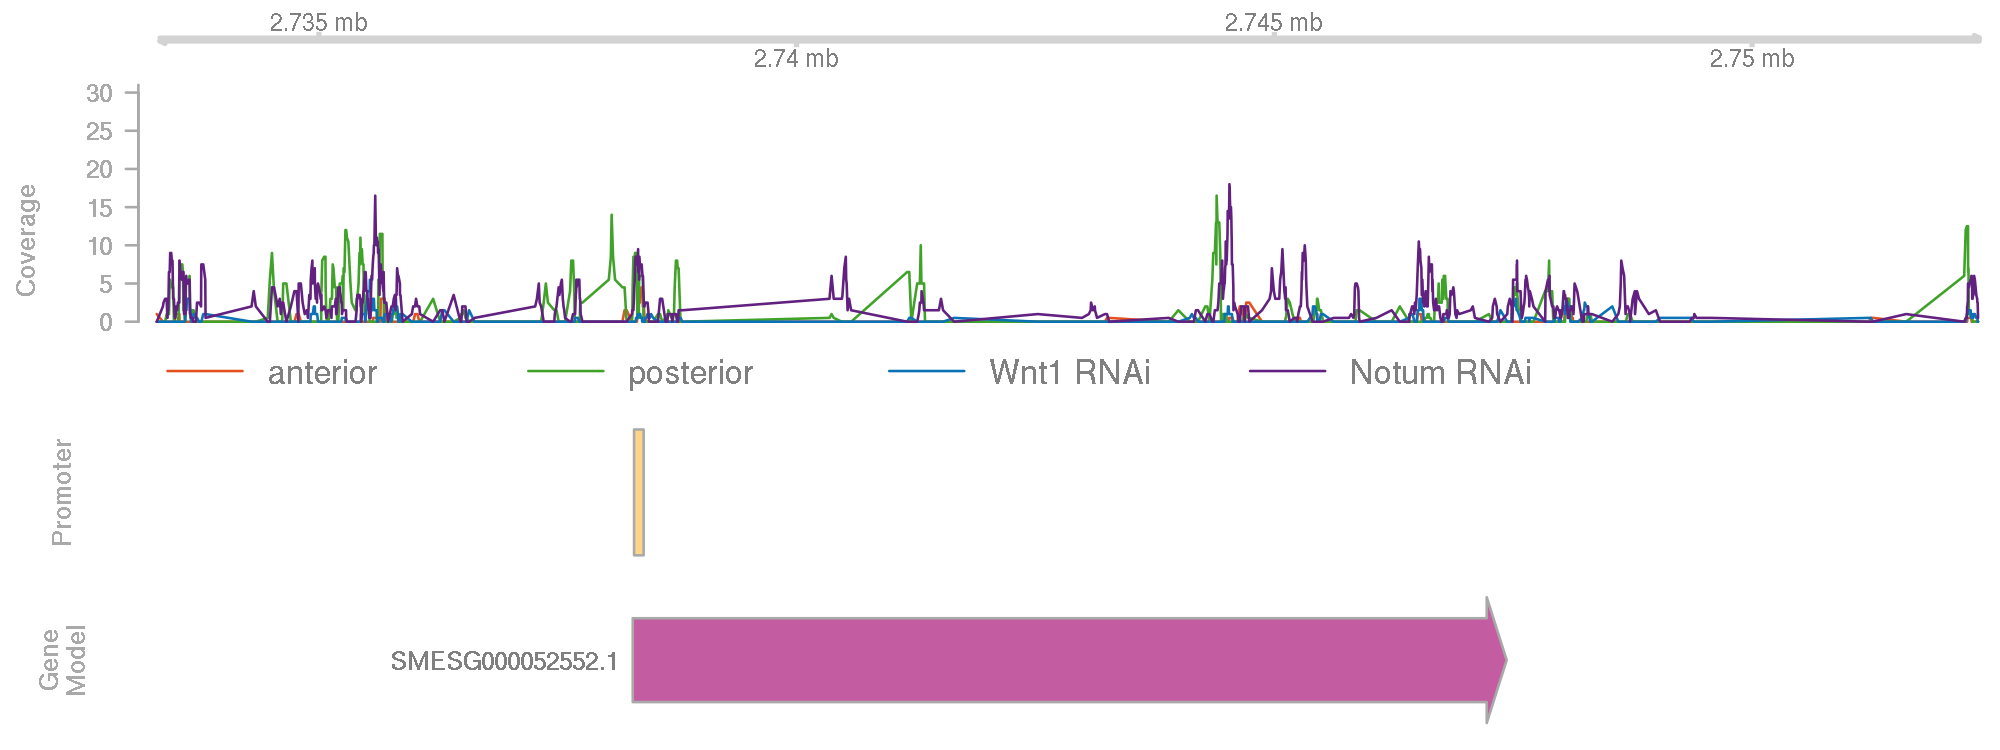 2.735 mb
2.745 mb
2.74 mb
2.75 mb
Coverage
30
25
20
15
10
5
0
anterior posterior Wnt1 RNAi Notum RNAi
Promoter
Gene
Model
SMESG000052552.1